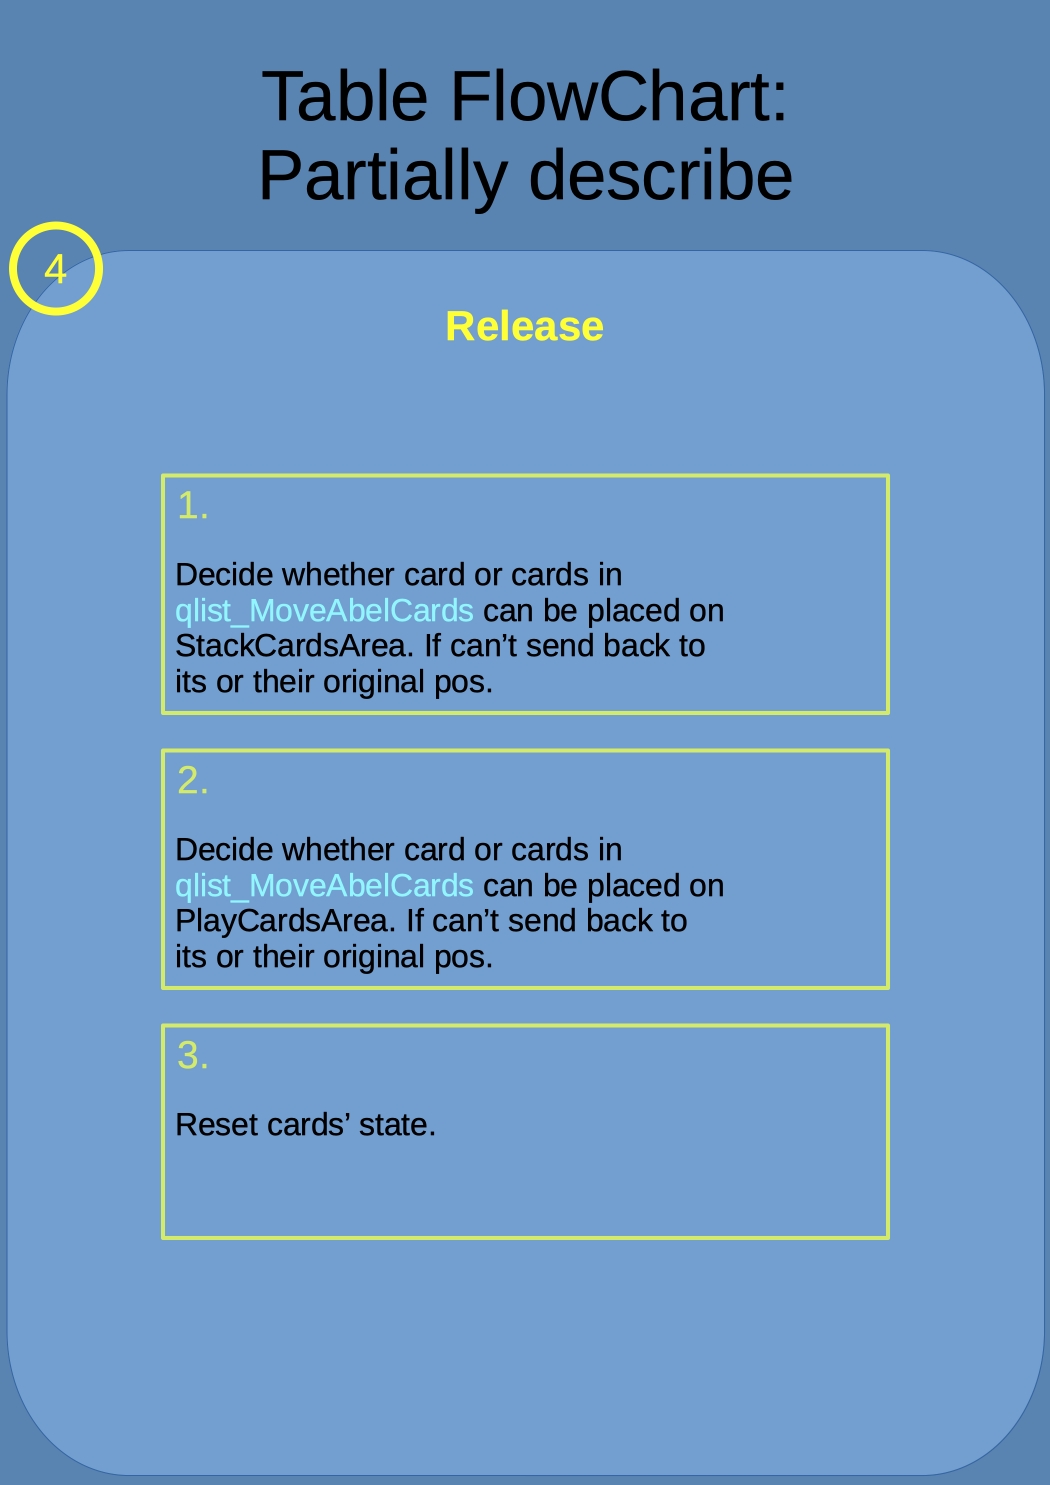 Table FlowChart:
Partially describe
4
Release
1.
Decide whether card or cards in
qlist_MoveAbelCards can be placed on
StackCardsArea. If can’t send back to
its or their original pos.
2.
Decide whether card or cards in
qlist_MoveAbelCards can be placed on
PlayCardsArea. If can’t send back to
its or their original pos.
3.
Reset cards’ state.